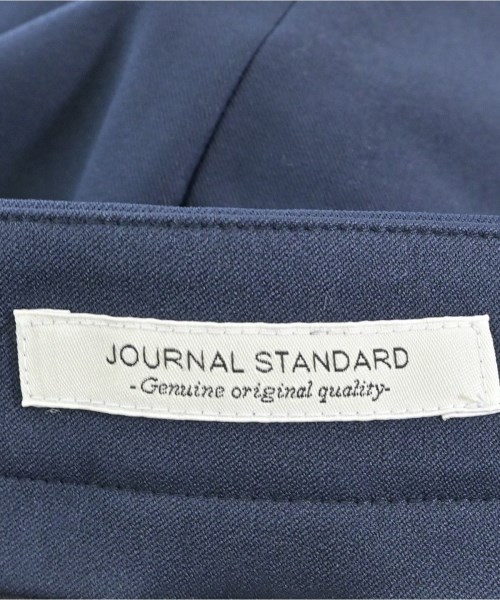 JOURNAL STANDARD
-Genuine original quality-